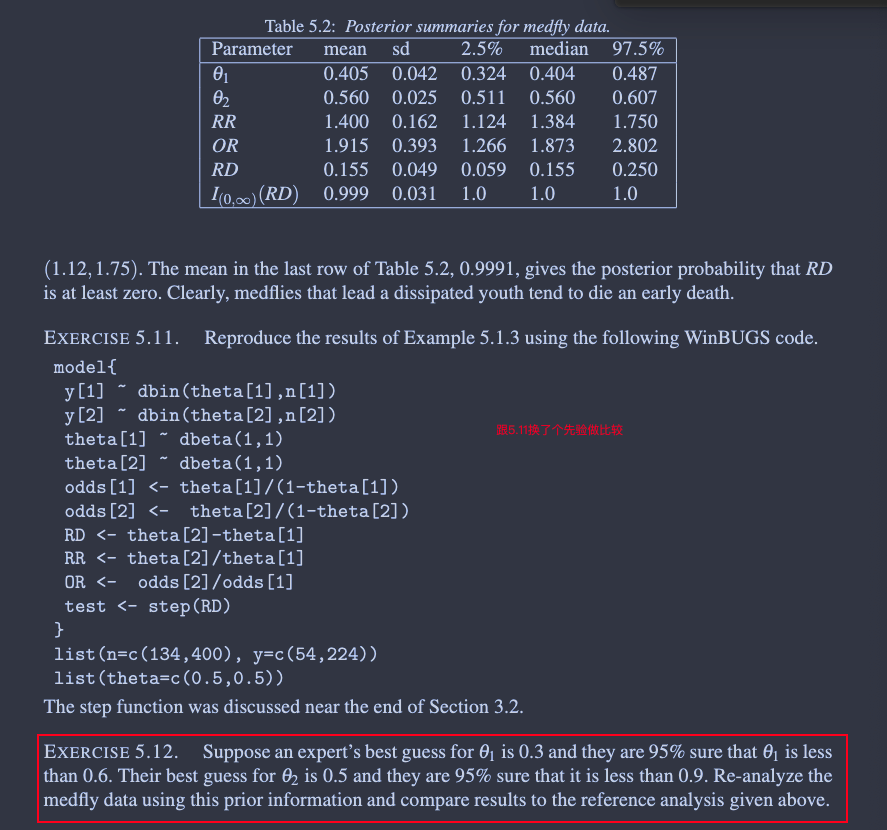 Table 5.2: Posterior summaries for medfly data.
Parameter mean sd 2.5% median 97.5%
θ₁ 0.405 0.042 0.324 0.404 0.487
θ₂ 0.560 0.025 0.511 0.560 0.607
RR 1.400 0.162 1.124 1.384 1.750
OR 1.915 0.393 1.266 1.873 2.802
RD 0.155 0.049 0.059 0.155 0.250
I₍₀,∞₎(RD) 0.999 0.031 1.0 1.0 1.0
(1.12,1.75). The mean in the last row of Table 5.2, 0.9991, gives the posterior probability that RD
is at least zero. Clearly, medflies that lead a dissipated youth tend to die an early death.
EXERCISE 5.11. Reproduce the results of Example 5.1.3 using the following WinBUGS code.
model{
y[1] ~ dbin(theta[1],n[1])
y[2] ~ dbin(theta[2],n[2])
theta[1] ~ dbeta(1,1)
theta[2] ~ dbeta(1,1)
odds[1] <- theta[1]/(1-theta[1])
odds[2] <- theta[2]/(1-theta[2])
RD <- theta[2]-theta[1]
RR <- theta[2]/theta[1]
OR <- odds[2]/odds[1]
test <- step(RD)
}
list(n=c(134,400), y=c(54,224))
list(theta=c(0.5,0.5))
跟5.11换了个先验做比较
The step function was discussed near the end of Section 3.2.
EXERCISE 5.12. Suppose an expert's best guess for θ₁ is 0.3 and they are 95% sure that θ₁ is less
than 0.6. Their best guess for θ₂ is 0.5 and they are 95% sure that it is less than 0.9. Re-analyze the
medfly data using this prior information and compare results to the reference analysis given above.